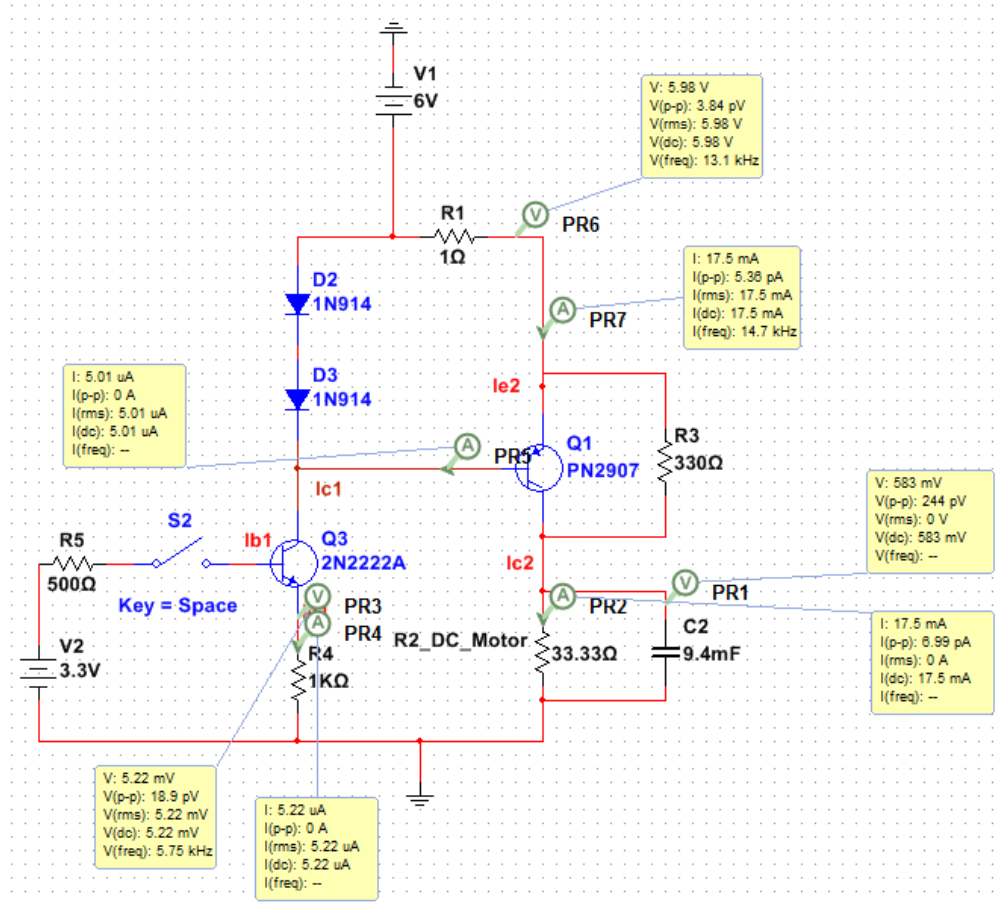 V1
6V
V: 5.98 V
V(p-p): 3.84 pV
V(rms): 5.98 V
V(dc): 5.98 V
V(freq): 13.1 kHz
R1
1Ω
V
PR6
I: 17.5 mA
I(p-p): 5.36 pA
I(rms): 17.5 mA
I(dc): 17.5 mA
I(freq): 14.7 kHz
D2
1N914
A
PR7
D3
1N914
Ie2
I: 5.01 uA
I(p-p): 0 A
I(rms): 5.01 uA
I(dc): 5.01 uA
I(freq): --
A
PR5
Q1
PN2907
R3
330Ω
Ic1
V: 583 mV
V(p-p): 244 pV
V(rms): 0 V
V(dc): 583 mV
V(freq): --
R5
500Ω
S2
Key = Space
Ib1
Q3
2N2222A
Ic2
V
PR3
A
PR4
A
PR2
V
PR1
C2
9.4mF
R2_DC_Motor
33.33Ω
R4
1KΩ
V2
3.3V
I: 17.5 mA
I(p-p): 6.99 pA
I(rms): 0 A
I(dc): 17.5 mA
I(freq): --
V: 5.22 mV
V(p-p): 18.9 pV
V(rms): 5.22 mV
V(dc): 5.22 mV
V(freq): 5.75 kHz
I: 5.22 uA
I(p-p): 0 A
I(rms): 5.22 uA
I(dc): 5.22 uA
I(freq): --